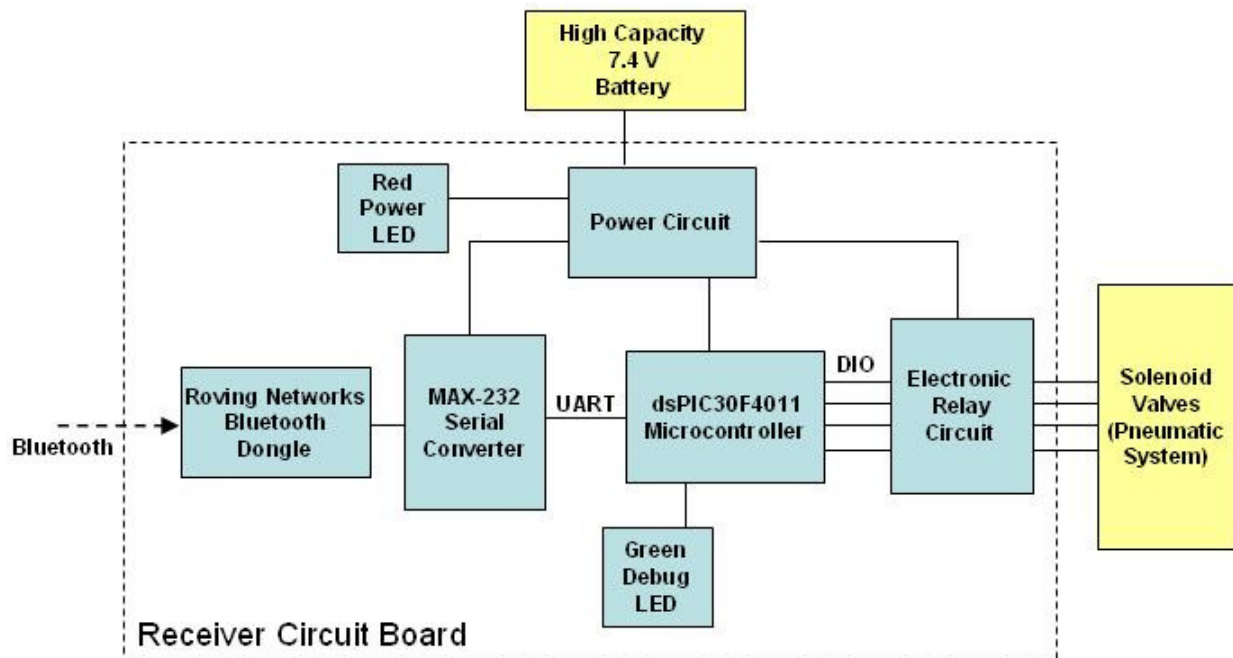 High Capacity
7.4 V
Battery
Red
Power
LED
Power Circuit
Bluetooth
Roving Networks
Bluetooth
Dongle
MAX-232
Serial
Converter
UART
dsPIC30F4011
Microcontroller
DIO
Electronic
Relay
Circuit
Solenoid
Valves
(Pneumatic
System)
Green
Debug
LED
Receiver Circuit Board